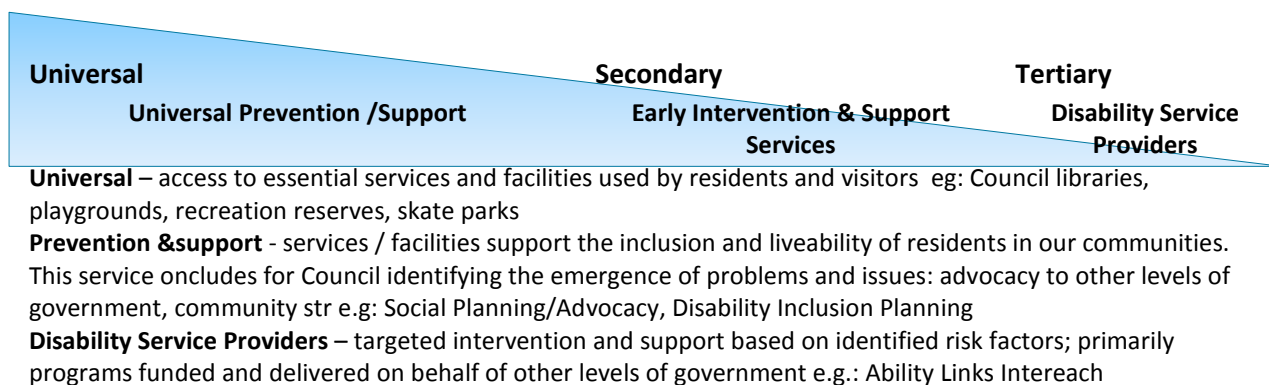 Universal Secondary Tertiary
Universal Prevention /Support Early Intervention & Support Disability Service
Services Providers
Universal – access to essential services and facilities used by residents and visitors eg: Council libraries,
playgrounds, recreation reserves, skate parks
Prevention &support - services / facilities support the inclusion and liveability of residents in our communities.
This service oncludes for Council identifying the emergence of problems and issues: advocacy to other levels of
government, community str e.g: Social Planning/Advocacy, Disability Inclusion Planning
Disability Service Providers – targeted intervention and support based on identified risk factors; primarily
programs funded and delivered on behalf of other levels of government e.g.: Ability Links Intereach